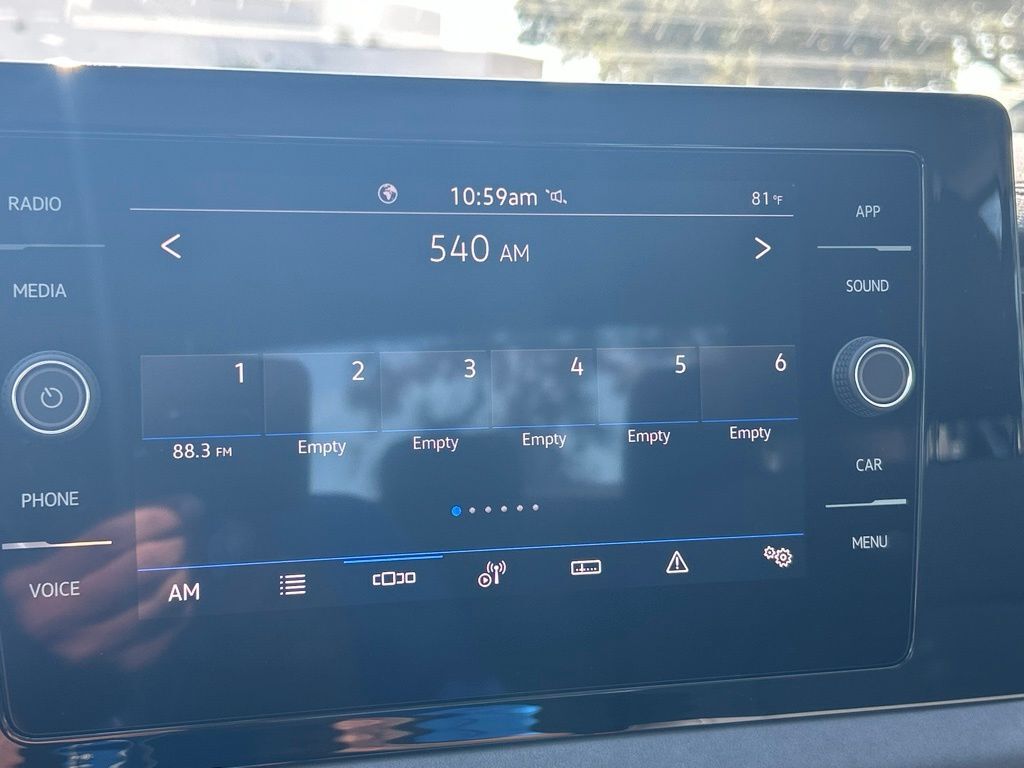 RADIO
MEDIA
PHONE
VOICE
10:59am
81°F
540 AM
1
2
3
4
5
6
88.3 FM
Empty
Empty
Empty
Empty
Empty
AM
APP
SOUND
CAR
MENU